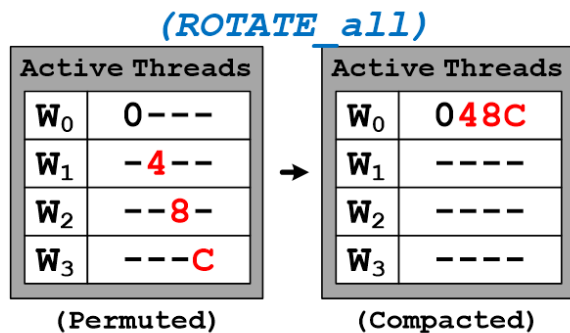 (ROTATE_all)
Active Threads Active Threads
W0 0--- W0 048C
W1 -4-- W1 ----
W2 --8- W2 ----
W3 ---C W3 ----
(Permuted) (Compacted)